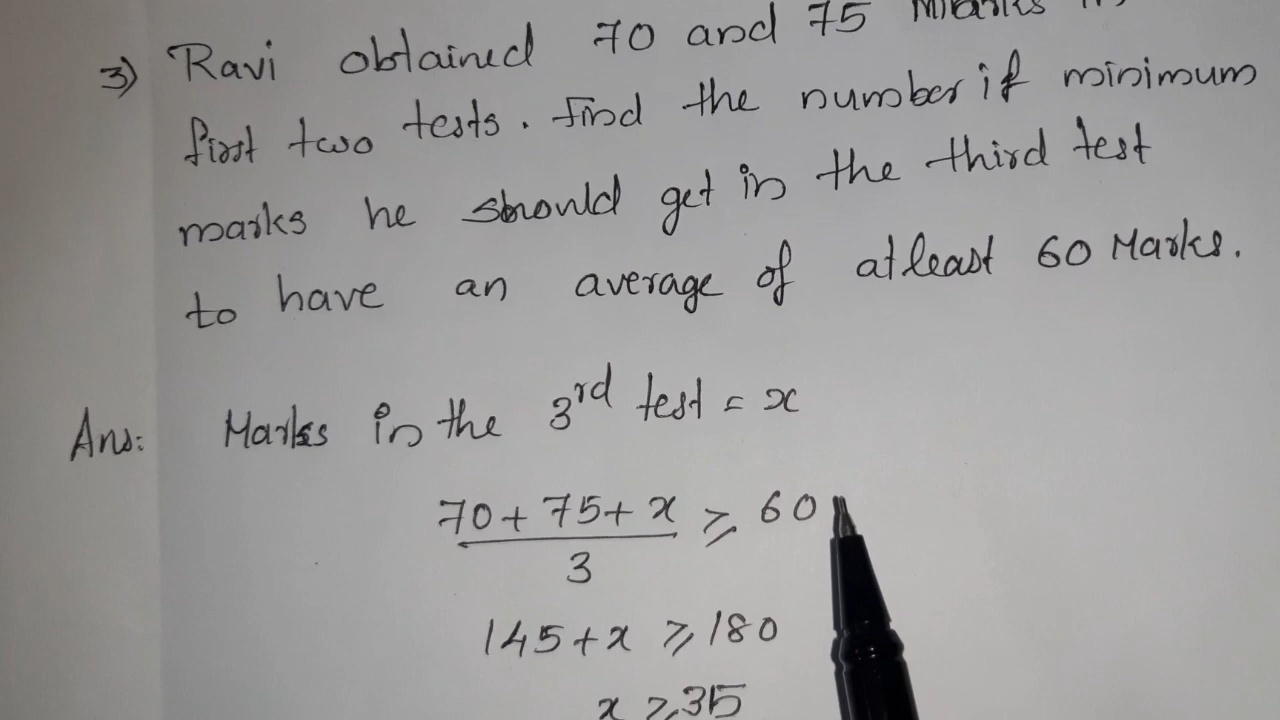 3) Ravi obtained 70 and 75 Marks in
first two tests. Find the number if minimum
marks he should get in the third test
to have an average of atleast 60 Marks.
Ans: Marks in the 3rd test = x
70 + 75 + x ≥ 60
3
145 + x ≥ 180
x ≥ 35